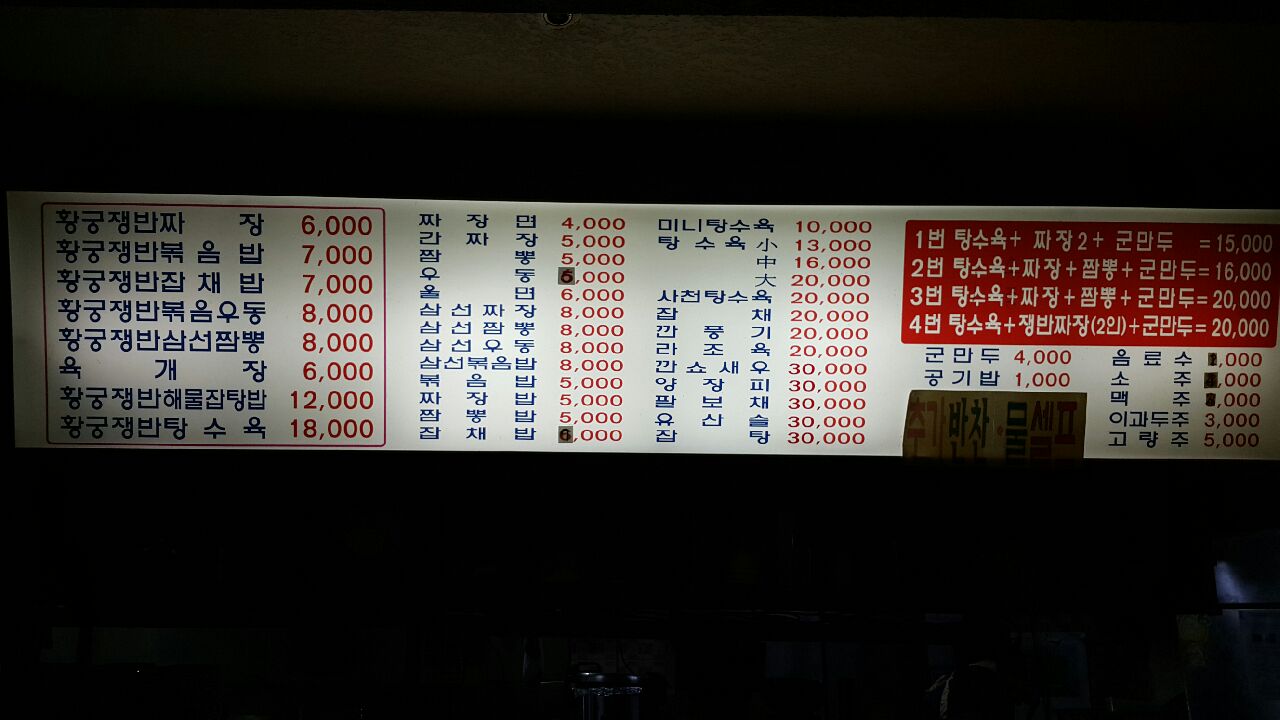 황궁쟁반짜장 6,000
황궁쟁반볶음밥 7,000
황궁쟁반잡채밥 7,000
황궁쟁반볶음우동 8,000
황궁쟁반삼선짬뽕 8,000
육개장 6,000
황궁쟁반해물잡탕밥 12,000
황궁쟁반탕수육 18,000
짜장면 4,000
간짜장 5,000
짬뽕 5,000
우동 6,000
울면 6,000
삼선짜장 8,000
삼선짬뽕 8,000
삼선우동 8,000
삼선볶음밥 8,000
볶음밥 5,000
짜장밥 5,000
짬뽕밥 5,000
잡채밥 6,000
미니탕수육 10,000
탕수육 小 13,000
中 16,000
大 20,000
사천탕수육 20,000
잡채 20,000
깐풍기 20,000
라조육 20,000
깐쇼새우 30,000
양장피 30,000
팔보채 30,000
유산슬 30,000
잡탕 30,000
1번 탕수육+ 짜장2+ 군만두 =15,000
2번 탕수육+짜장+짬뽕+군만두=16,000
3번 탕수육+짜장+짬뽕+군만두=20,000
4번 탕수육+쟁반짜장(2인)+군만두=20,000
군만두 4,000
공기밥 1,000
추가반찬·물셀프
음료수 ,000
소주 ,000
맥주 ,000
이과두주 3,000
고량주 5,000